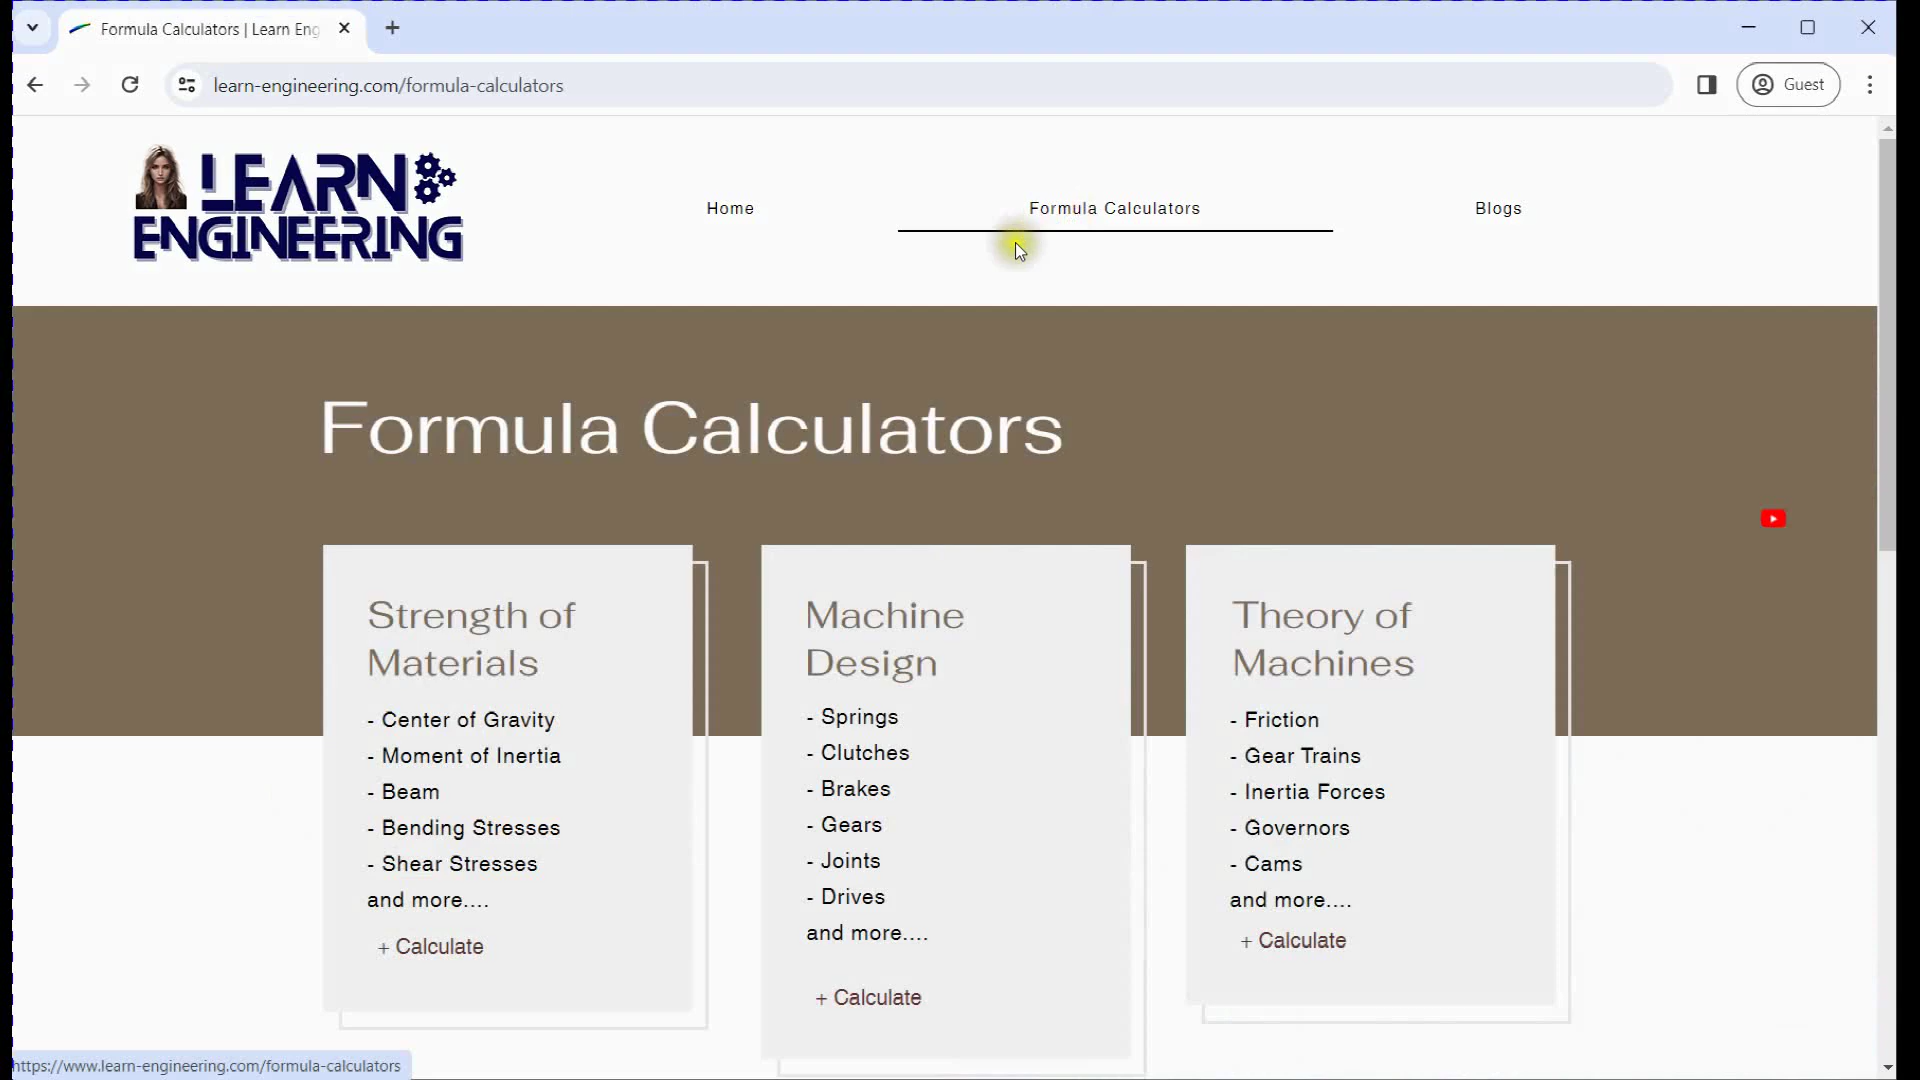 Formula Calculators | Learn Eng
learn-engineering.com/formula-calculators
Guest
LEARN
ENGINEERING
Home
Formula Calculators
Blogs
Formula Calculators
Strength of
Materials
- Center of Gravity
- Moment of Inertia
- Beam
- Bending Stresses
- Shear Stresses
and more....
+ Calculate
Machine
Design
- Springs
- Clutches
- Brakes
- Gears
- Joints
- Drives
and more....
+ Calculate
Theory of
Machines
- Friction
- Gear Trains
- Inertia Forces
- Governors
- Cams
and more....
+ Calculate
https://www.learn-engineering.com/formula-calculators